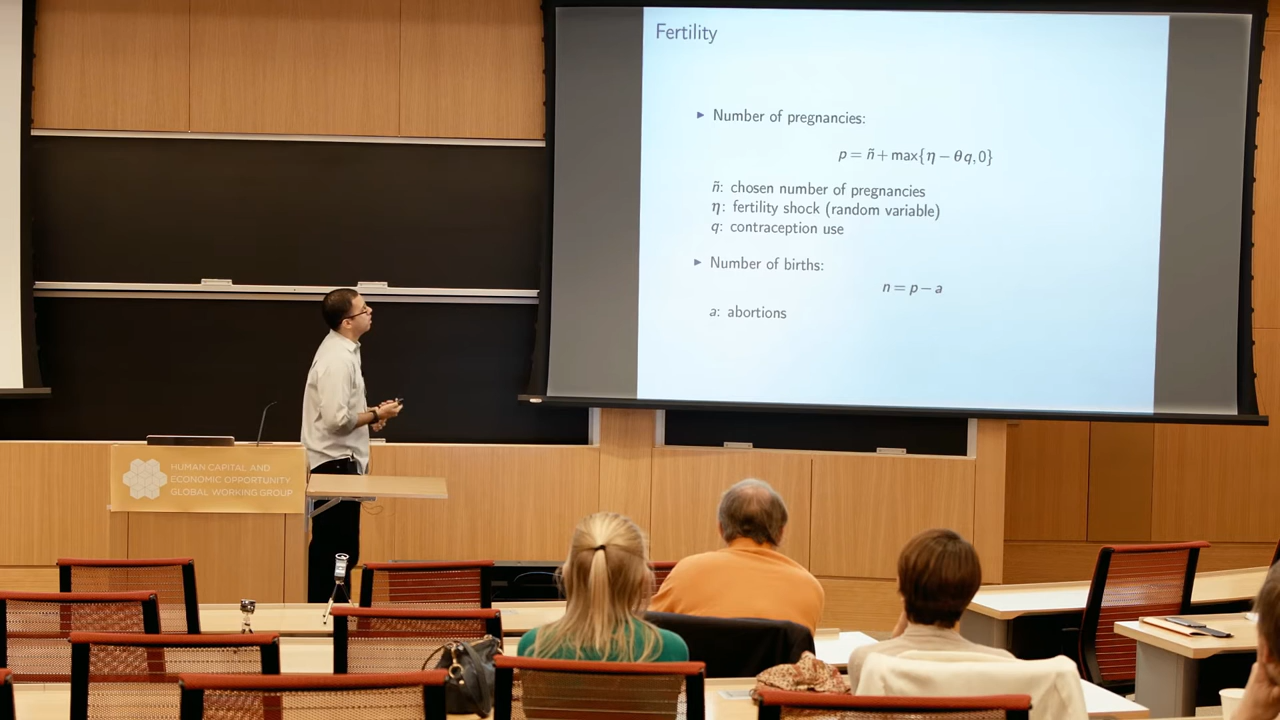 Fertility
► Number of pregnancies:
p = ñ + max{η − θq, 0}
ñ: chosen number of pregnancies
η: fertility shock (random variable)
q: contraception use
► Number of births:
n = p − a
a: abortions
HUMAN CAPITAL AND
ECONOMIC OPPORTUNITY
GLOBAL WORKING GROUP